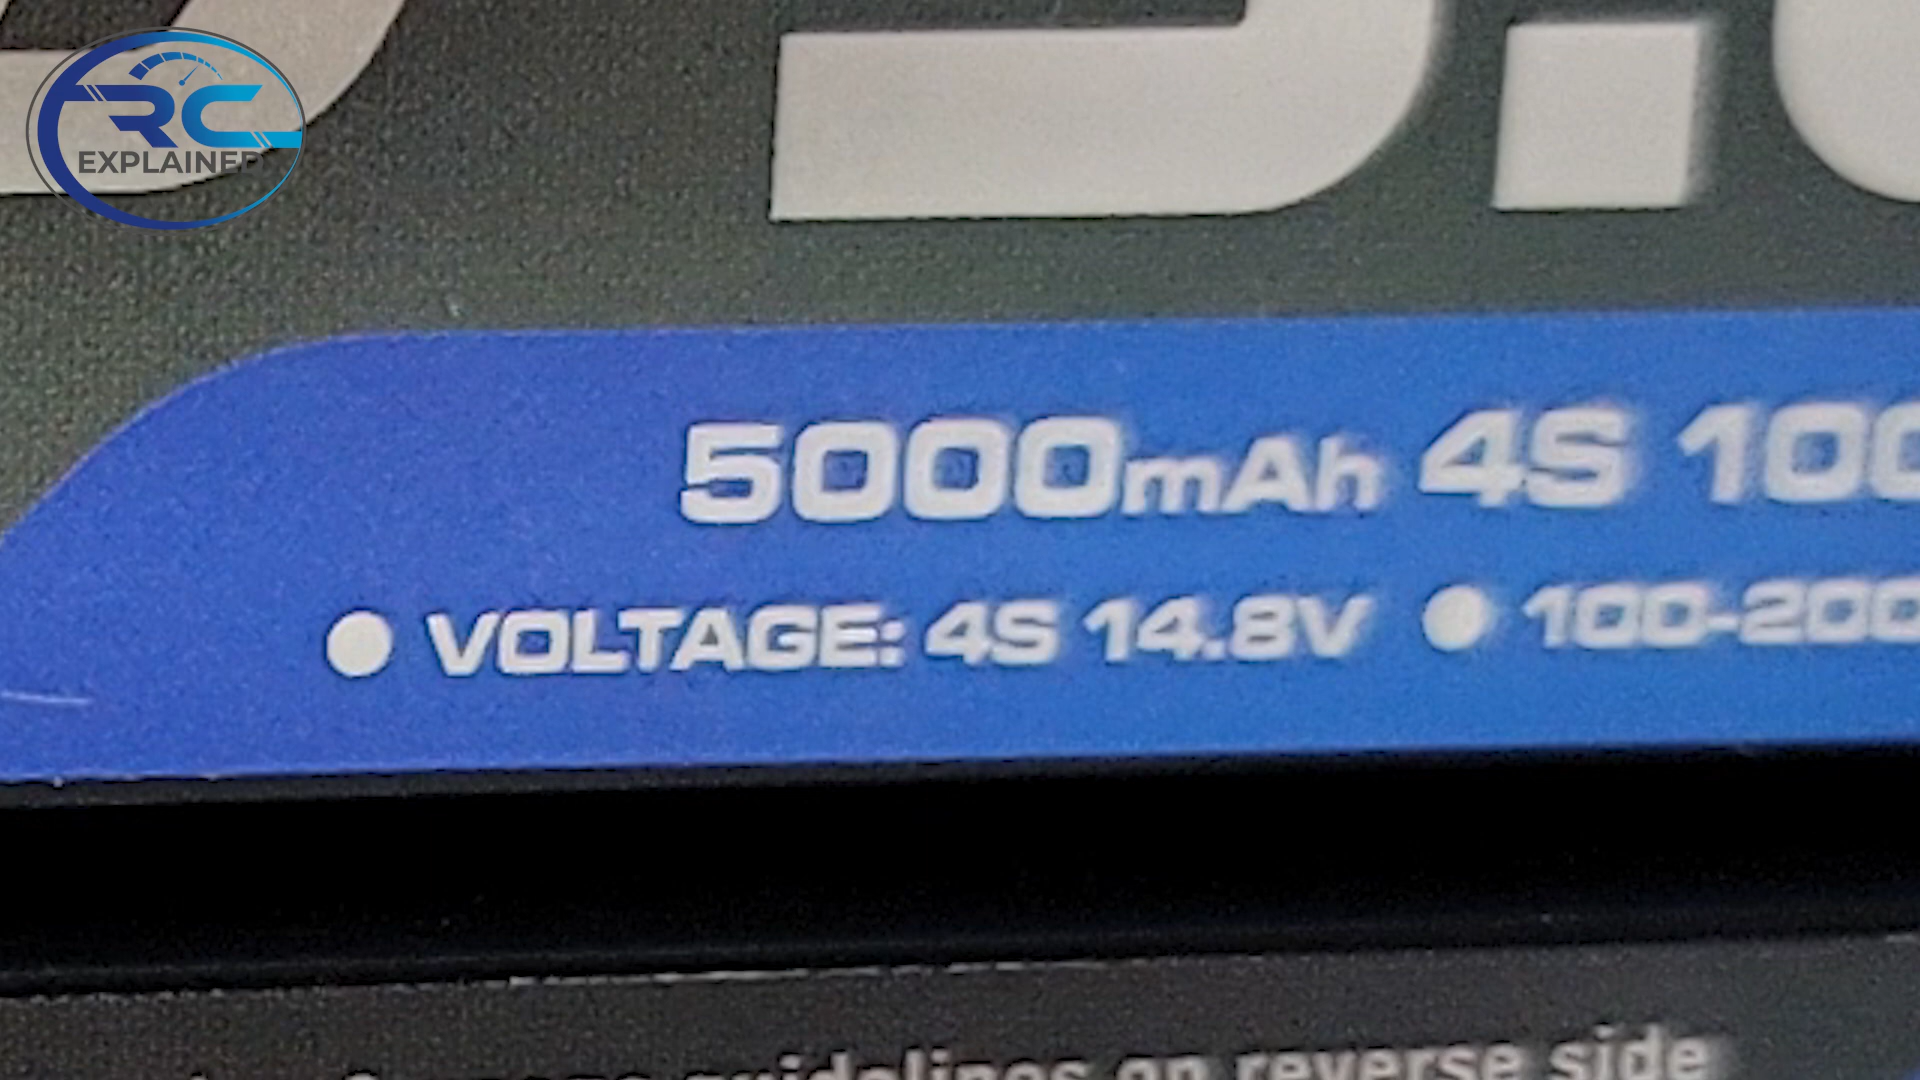 RC
EXPLAINED
5000mAh 4S 100
VOLTAGE: 4S 14.8V ● 100-200
guidelines on reverse side